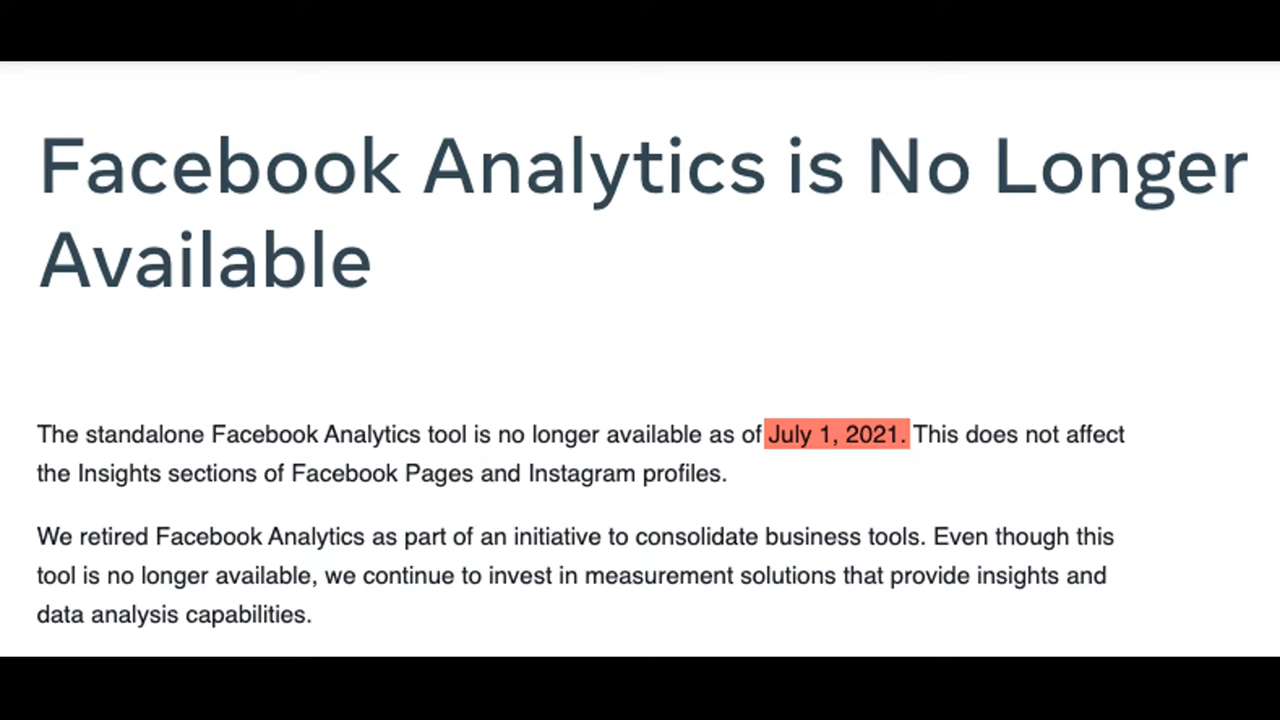 Facebook Analytics is No Longer
Available
The standalone Facebook Analytics tool is no longer available as of July 1, 2021. This does not affect
the Insights sections of Facebook Pages and Instagram profiles.
We retired Facebook Analytics as part of an initiative to consolidate business tools. Even though this
tool is no longer available, we continue to invest in measurement solutions that provide insights and
data analysis capabilities.